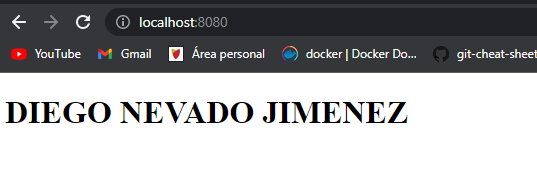 localhost:8080
YouTube Gmail Área personal docker | Docker Do... git-cheat-sheet
DIEGO NEVADO JIMENEZ